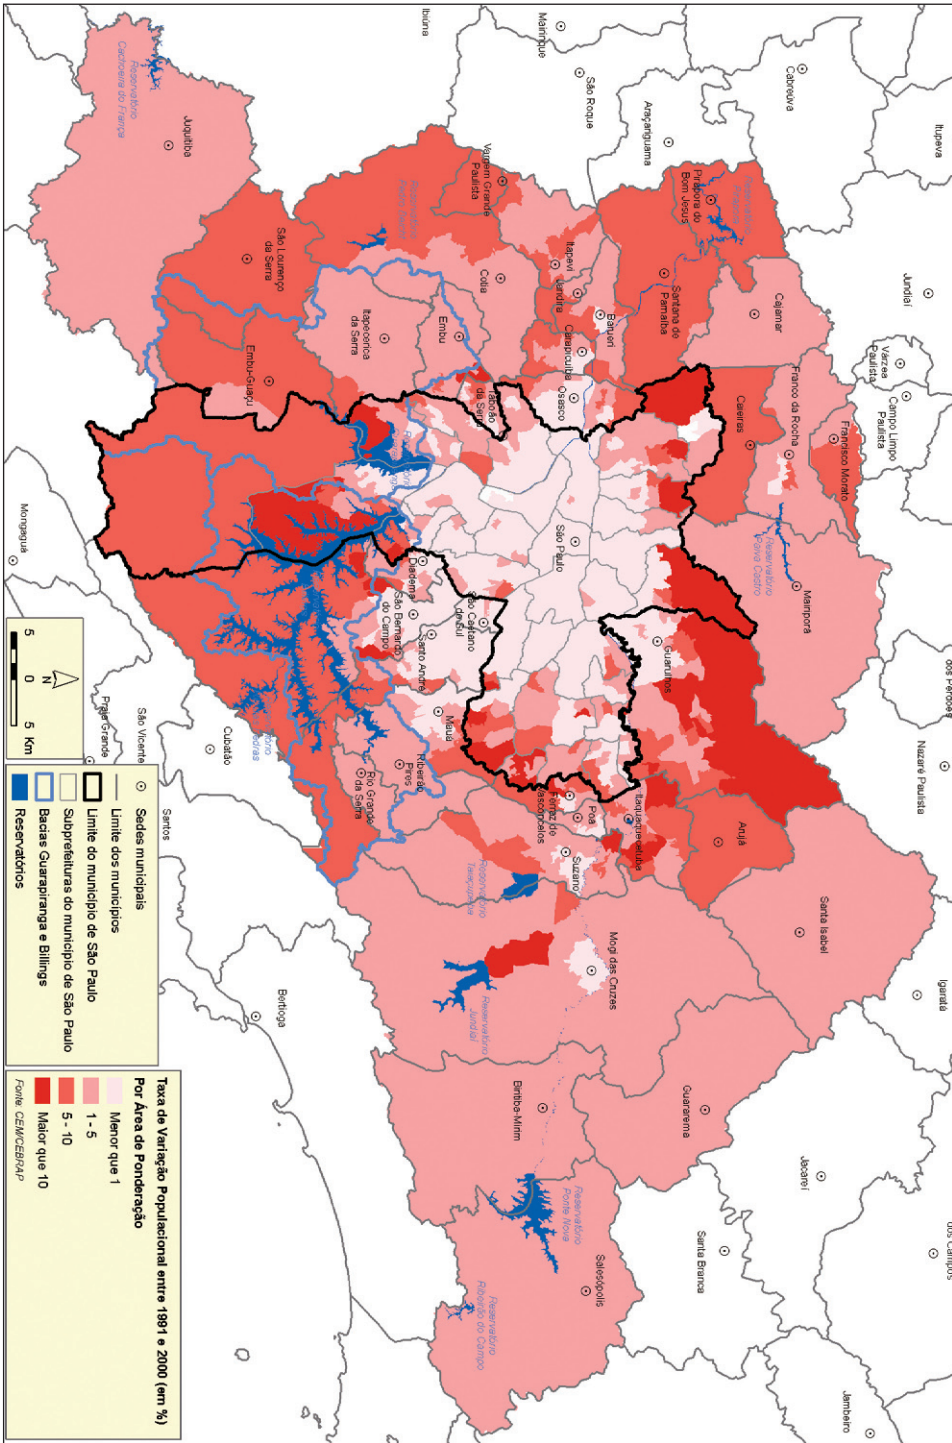 Itupeva
Cabreúva
Mairinque
Ibiúna
São Roque
Araçariguama
Jundiaí
Várzea
Paulista
Campo Limpo
Paulista
Reservatório
Cachoeira do França
Juquitiba
Vargem Grande
Paulista
Pirapora do
Bom Jesus
Santana de
Parnaíba
Cajamar
Franco da Rocha
Francisco Morato
Caieiras
Itapevi
Jandira
Barueri
Carapicuíba
Osasco
Cotia
São Lourenço
da Serra
Itapecerica
da Serra
Embu
Embu-Guaçu
Taboão
da Serra
Reservatório
Paiva Castro
Mairiporã
São Paulo
Diadema
São Caetano
do Sul
São Bernardo
do Campo
Santo André
Mauá
Guarulhos
Ribeirão
Pires
Rio Grande
da Serra
Ferraz de
Vasconcelos
Poá
Itaquaquecetuba
Suzano
Arujá
Santa Isabel
Nazaré Paulista
dos Perdões
Igaratá
Reservatório
Taiaçupeba
Mogi das Cruzes
Reservatório
Jundiaí
Biritiba-Mirim
Guararema
Jacareí
Santa Branca
dos Campos
Jambeiro
Reservatório
Ponte Nova
Salesópolis
Reservatório
Ribeirão do Campo
Mongaguá
Praia Grande
São Vicente
Cubatão
Santos
Bertioga
5 0 5 Km
N
Sedes municipais
Limite dos municípios
Limite do município de São Paulo
Subprefeituras do município de São Paulo
Bacias Guarapiranga e Billings
Reservatórios
Taxa de Variação Populacional entre 1991 e 2000 (em %)
Por Área de Ponderação
Menor que 1
1 - 5
5 - 10
Maior que 10
Fonte: CEM/CEBRAP